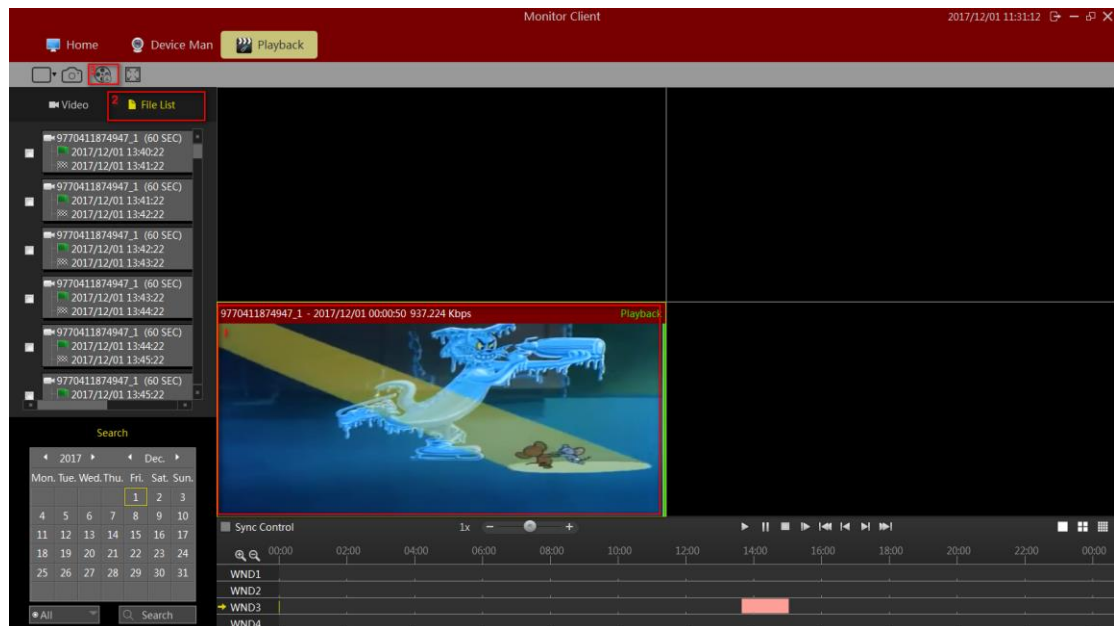 Monitor Client
2017/12/01 11:31:12
Home
Device Man
Playback
Video
2
File List
9770411874947_1 (60 SEC)
2017/12/01 13:40:22
2017/12/01 13:41:22
9770411874947_1 (60 SEC)
2017/12/01 13:41:22
2017/12/01 13:42:22
9770411874947_1 (60 SEC)
2017/12/01 13:42:22
2017/12/01 13:43:22
9770411874947_1 (60 SEC)
2017/12/01 13:43:22
2017/12/01 13:44:22
9770411874947_1 (60 SEC)
2017/12/01 13:44:22
2017/12/01 13:45:22
9770411874947_1 (60 SEC)
2017/12/01 13:45:22
Search
2017 Dec.
Mon. Tue. Wed. Thu. Fri. Sat. Sun.
1 2 3
4 5 6 7 8 9 10
11 12 13 14 15 16 17
18 19 20 21 22 23 24
25 26 27 28 29 30 31
All
Search
9770411874947_1 - 2017/12/01 00:00:50 937.224 Kbps Playback
Sync Control
1x
00:00 02:00 04:00 06:00 08:00 10:00 12:00 14:00 16:00 18:00 20:00 22:00 00:00
WND1
WND2
WND3
WND4